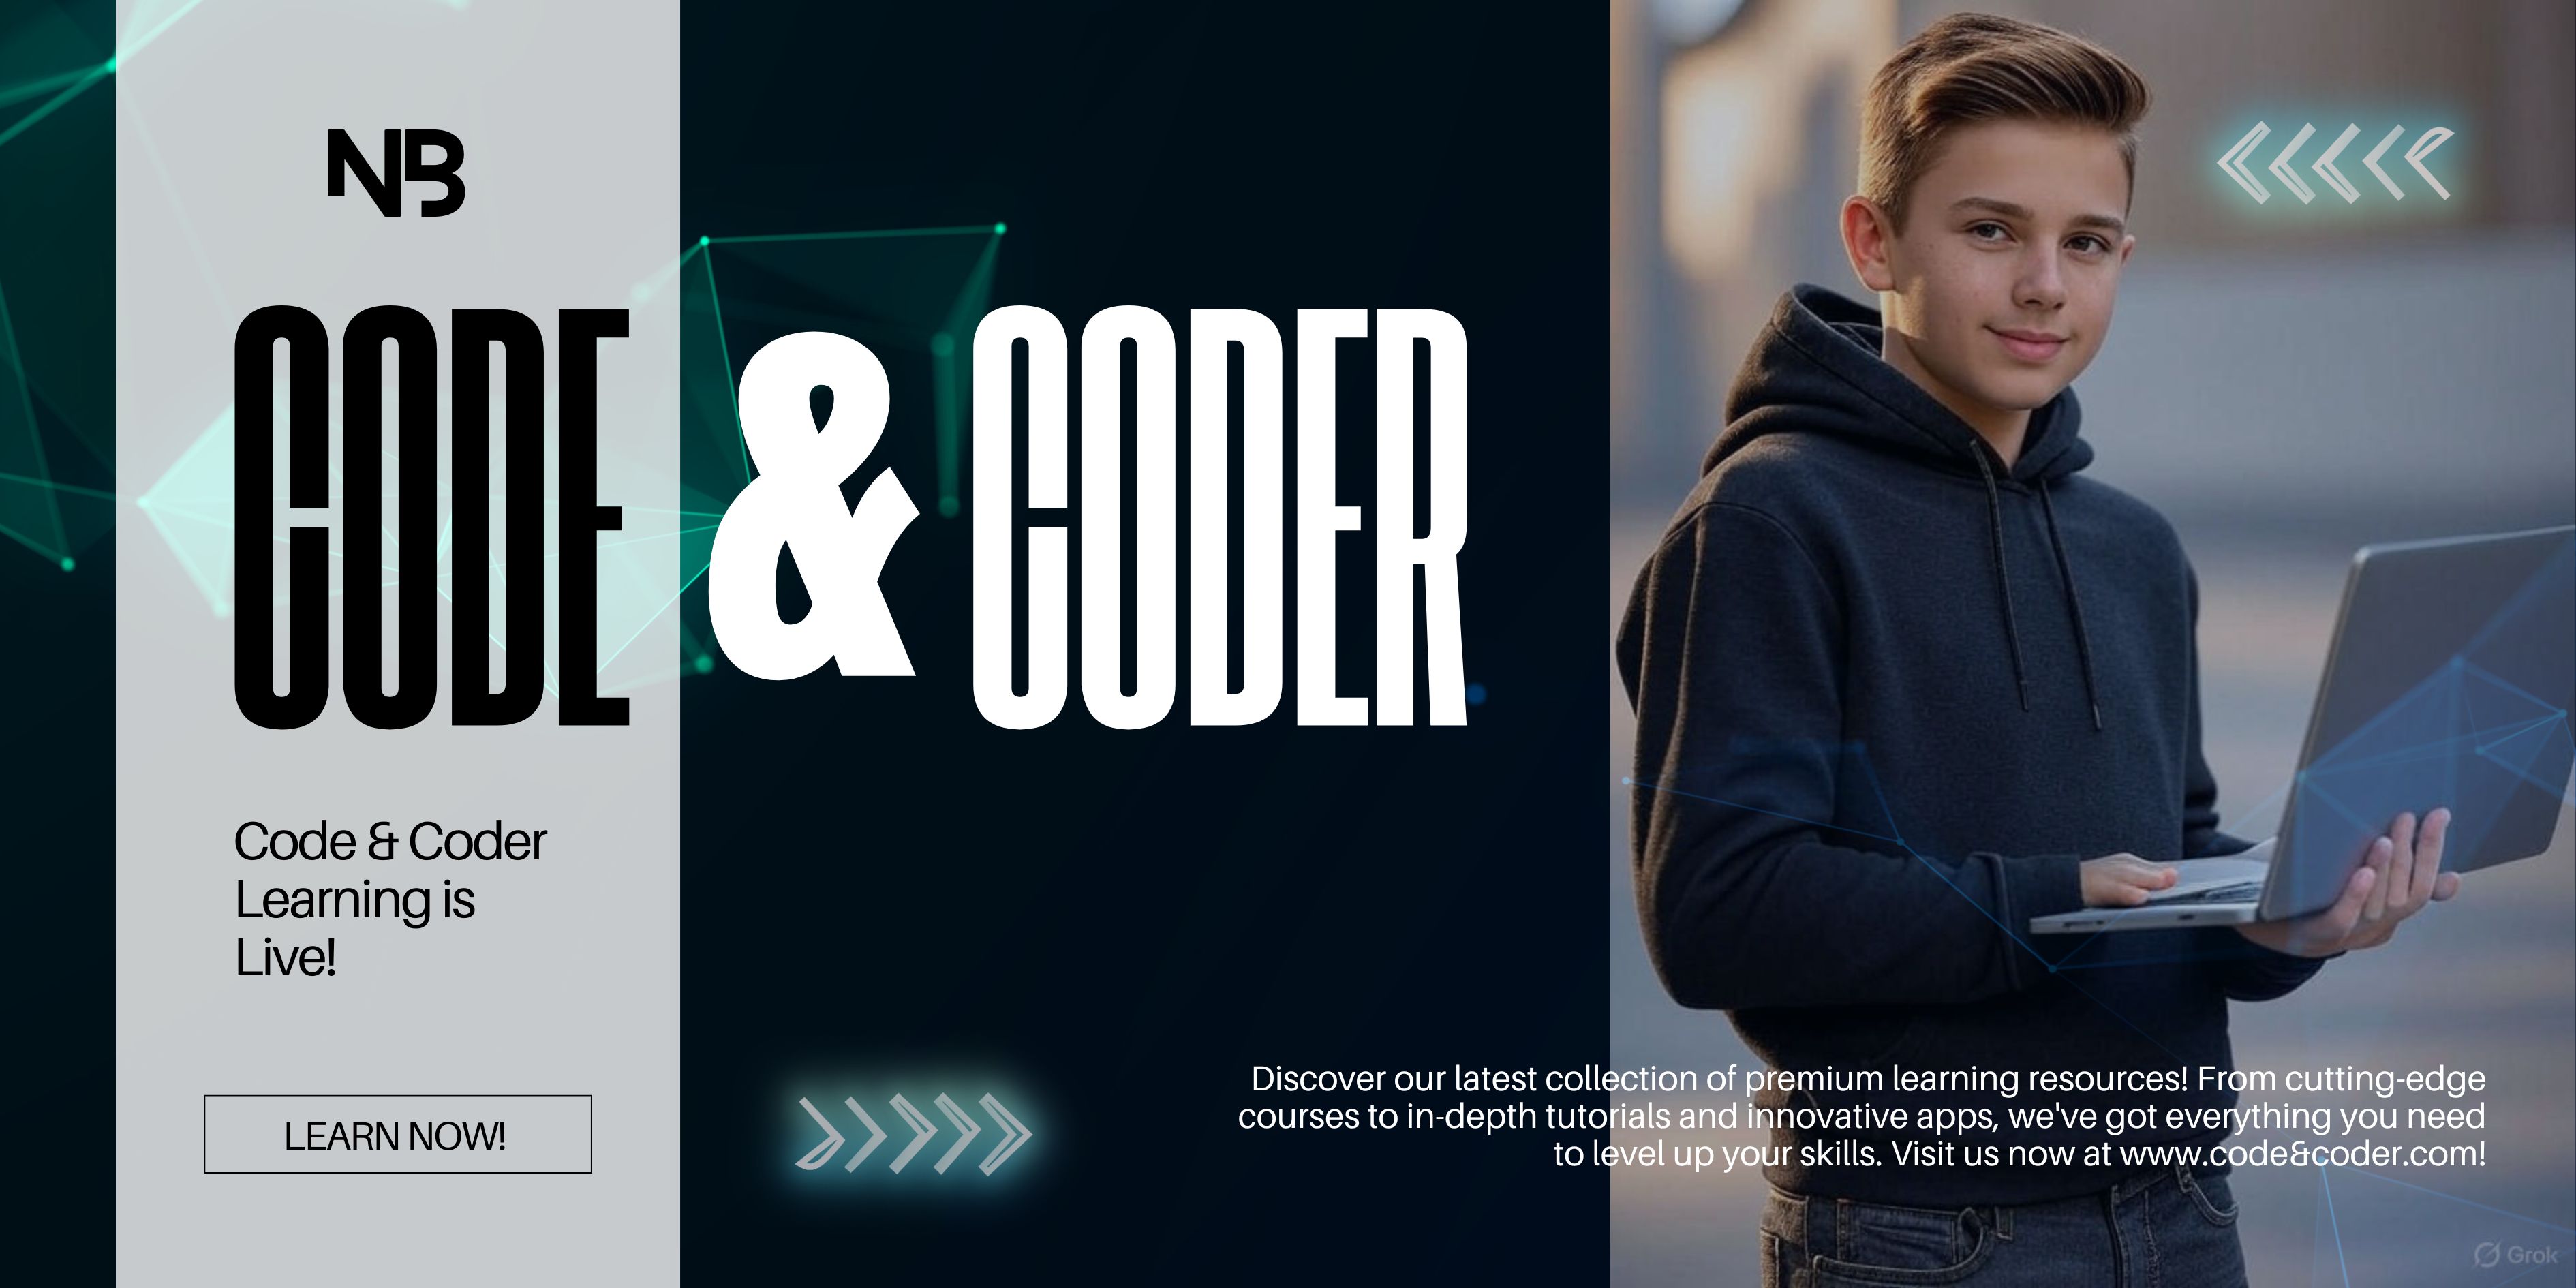 NB
CODE & CODER
Code & Coder
Learning is
Live!
LEARN NOW!
Discover our latest collection of premium learning resources! From cutting-edge
courses to in-depth tutorials and innovative apps, we've got everything you need
to level up your skills. Visit us now at www.code&coder.com!
Grok